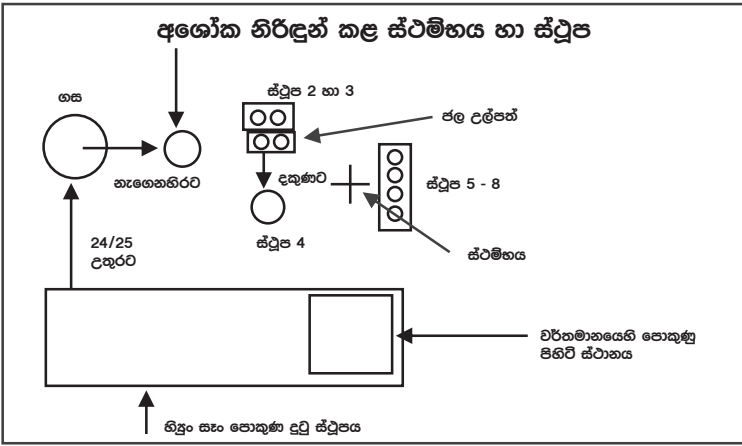 අශෝක නිරිඳුන් කළ ස්ථම්භය හා ස්ථූප
ගස
ස්ථූප 2 හා 3
ජල උල්පත්
නැගෙනහිරට
දකුණට
ස්ථූප 5 - 8
ස්ථූප 4
ස්ථම්භය
24/25
උතුරට
වර්තමානයෙහි පොකුණු
පිහිටි ස්ථානය
හියුං සෑං පොකුණ දුටු ස්ථූපය